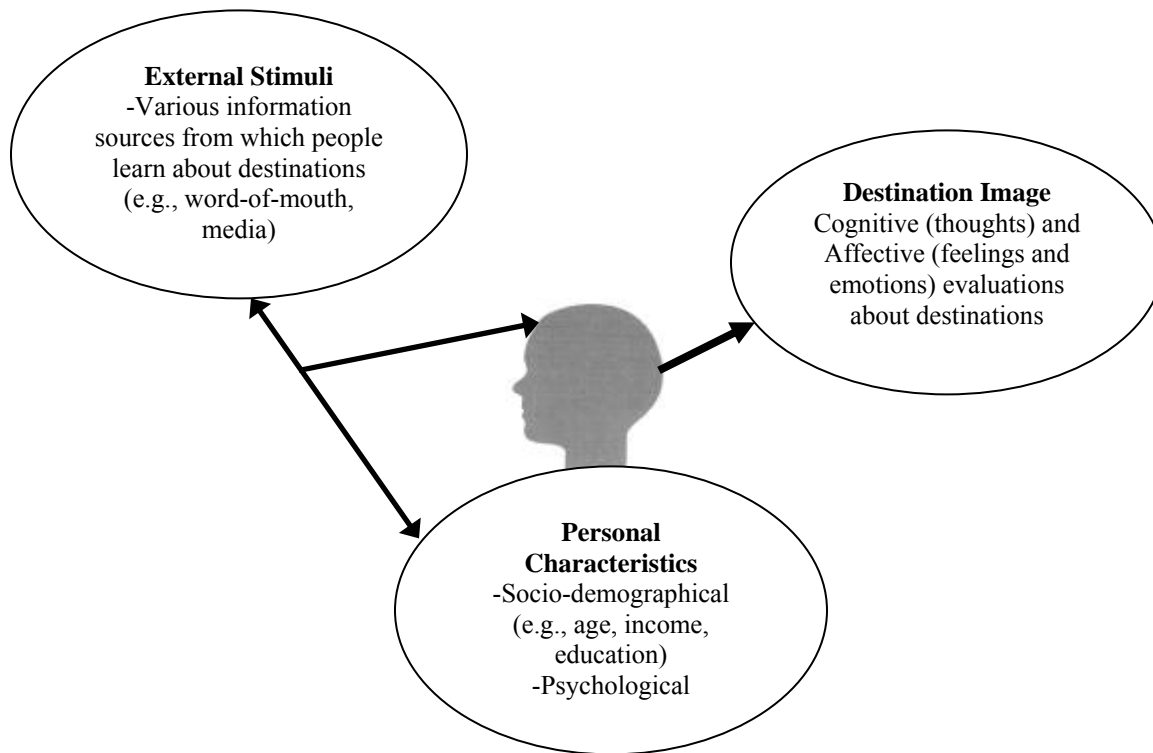 External Stimuli
-Various information
sources from which people
learn about destinations
(e.g., word-of-mouth,
media)
Destination Image
Cognitive (thoughts) and
Affective (feelings and
emotions) evaluations
about destinations
Personal
Characteristics
-Socio-demographical
(e.g., age, income,
education)
-Psychological